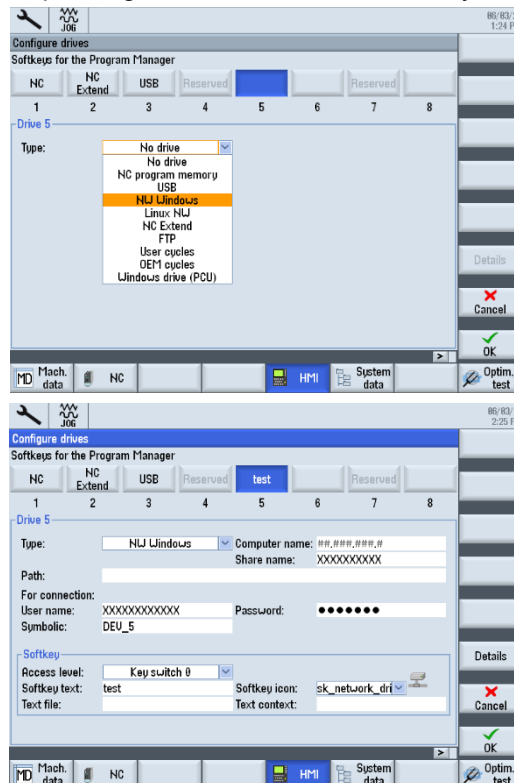 JOG
06/03/
1:24 P
Configure drives
Softkeys for the Program Manager
NC NC Extend USB Reserved Reserved
1 2 3 4 5 6 7 8
Drive 5
Type: No drive
No drive
NC program memory
USB
NW Windows
Linux NW
NC Extend
FTP
User cycles
OEM cycles
Windows drive (PCU)
Details
Cancel
OK
MD Mach. data NC HMI System data Optim. test
JOG
06/03/
2:25 P
Configure drives
Softkeys for the Program Manager
NC NC Extend USB Reserved test Reserved
1 2 3 4 5 6 7 8
Drive 5
Type: NW Windows Computer name: ##.###.###.#
Share name: XXXXXXXXXX
Path:
For connection:
User name: XXXXXXXXXXXX Password: ●●●●●●●
Symbolic: DEV_5
Softkey
Access level: Key switch 0
Softkey text: test Softkey icon: sk_network_dri
Text file: Text context:
Details
Cancel
OK
MD Mach. data NC HMI System data Optim. test